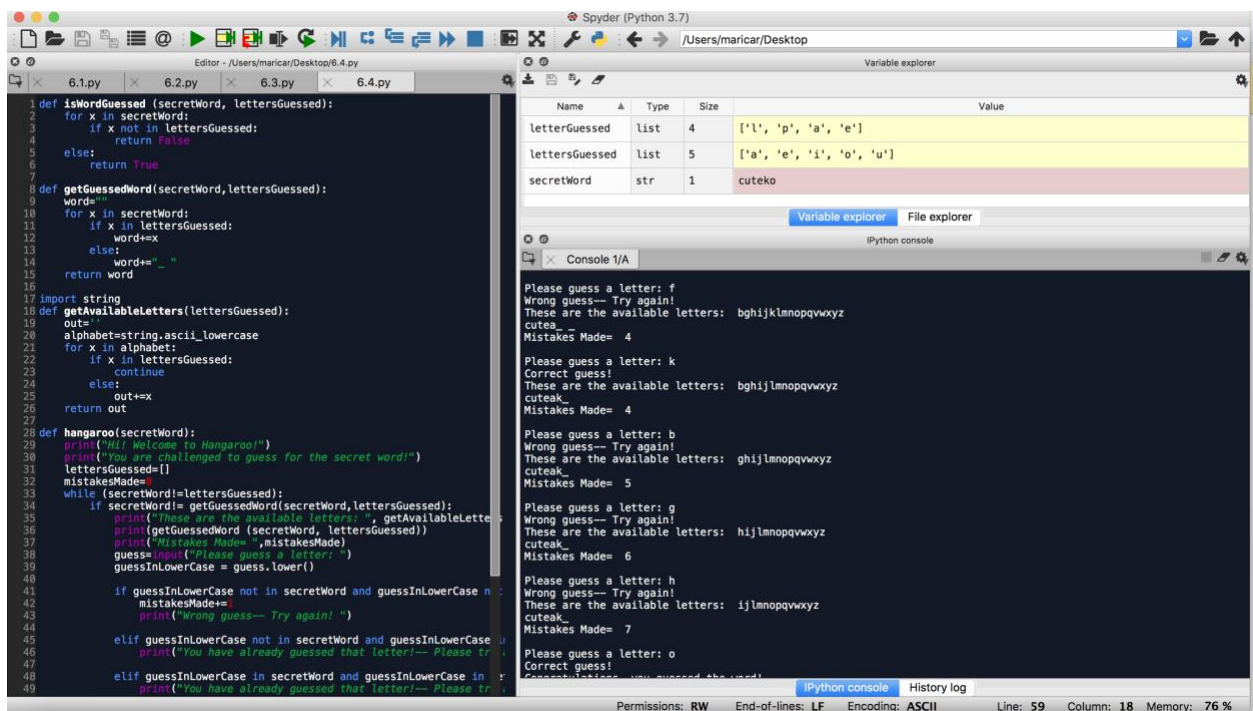 Spyder (Python 3.7)
/Users/maricar/Desktop
Editor - /Users/maricar/Desktop/6.4.py
6.1.py 6.2.py 6.3.py 6.4.py
1 def isWordGuessed (secretWord, lettersGuessed):
2 for x in secretWord:
3 if x not in lettersGuessed:
4 return False
5 else:
6 return True
7
8 def getGuessedWord(secretWord,lettersGuessed):
9 word=""
10 for x in secretWord:
11 if x in lettersGuessed:
12 word+=x
13 else:
14 word+="_ "
15 return word
16
17 import string
18 def getAvailableLetters(lettersGuessed):
19 out=''
20 alphabet=string.ascii_lowercase
21 for x in alphabet:
22 if x in lettersGuessed:
23 continue
24 else:
25 out+=x
26 return out
27
28 def hangaroo(secretWord):
29 print("Hi! Welcome to Hangaroo!")
30 print("You are challenged to guess for the secret word!")
31 lettersGuessed=[]
32 mistakesMade=0
33 while (secretWord!=lettersGuessed):
34 if secretWord!= getGuessedWord(secretWord,lettersGuessed):
35 print("These are the available letters: ", getAvailableLette
36 print(getGuessedWord (secretWord, lettersGuessed))
37 print("Mistakes Made= ",mistakesMade)
38 guess=input("Please guess a letter: ")
39 guessInLowerCase = guess.lower()
40
41 if guessInLowerCase not in secretWord and guessInLowerCase
42 mistakesMade+=1
43 print("Wrong guess-- Try again! ")
44
45 elif guessInLowerCase not in secretWord and guessInLowerCase
46 print("You have already guessed that letter!-- Please
47
48 elif guessInLowerCase in secretWord and guessInLowerCase in
49 print("You have already guessed that letter!-- Please
Variable explorer
Name Type Size Value
letterGuessed list 4 ['l', 'p', 'a', 'e']
lettersGuessed list 5 ['a', 'e', 'i', 'o', 'u']
secretWord str 1 cuteko
Variable explorer File explorer
IPython console
Console 1/A
Please guess a letter: f
Wrong guess-- Try again!
These are the available letters: bghijklmnopqvwxyz
cutea_ _
Mistakes Made= 4
Please guess a letter: k
Correct guess!
These are the available letters: bghijlmnopqvwxyz
cuteak_
Mistakes Made= 4
Please guess a letter: b
Wrong guess-- Try again!
These are the available letters: ghijlmnopqvwxyz
cuteak_
Mistakes Made= 5
Please guess a letter: g
Wrong guess-- Try again!
These are the available letters: hijlmnopqvwxyz
cuteak_
Mistakes Made= 6
Please guess a letter: h
Wrong guess-- Try again!
These are the available letters: ijlmnopqvwxyz
cuteak_
Mistakes Made= 7
Please guess a letter: o
Correct guess!
IPython console History log
Permissions: RW End-of-lines: LF Encoding: ASCII Line: 59 Column: 18 Memory: 76 %